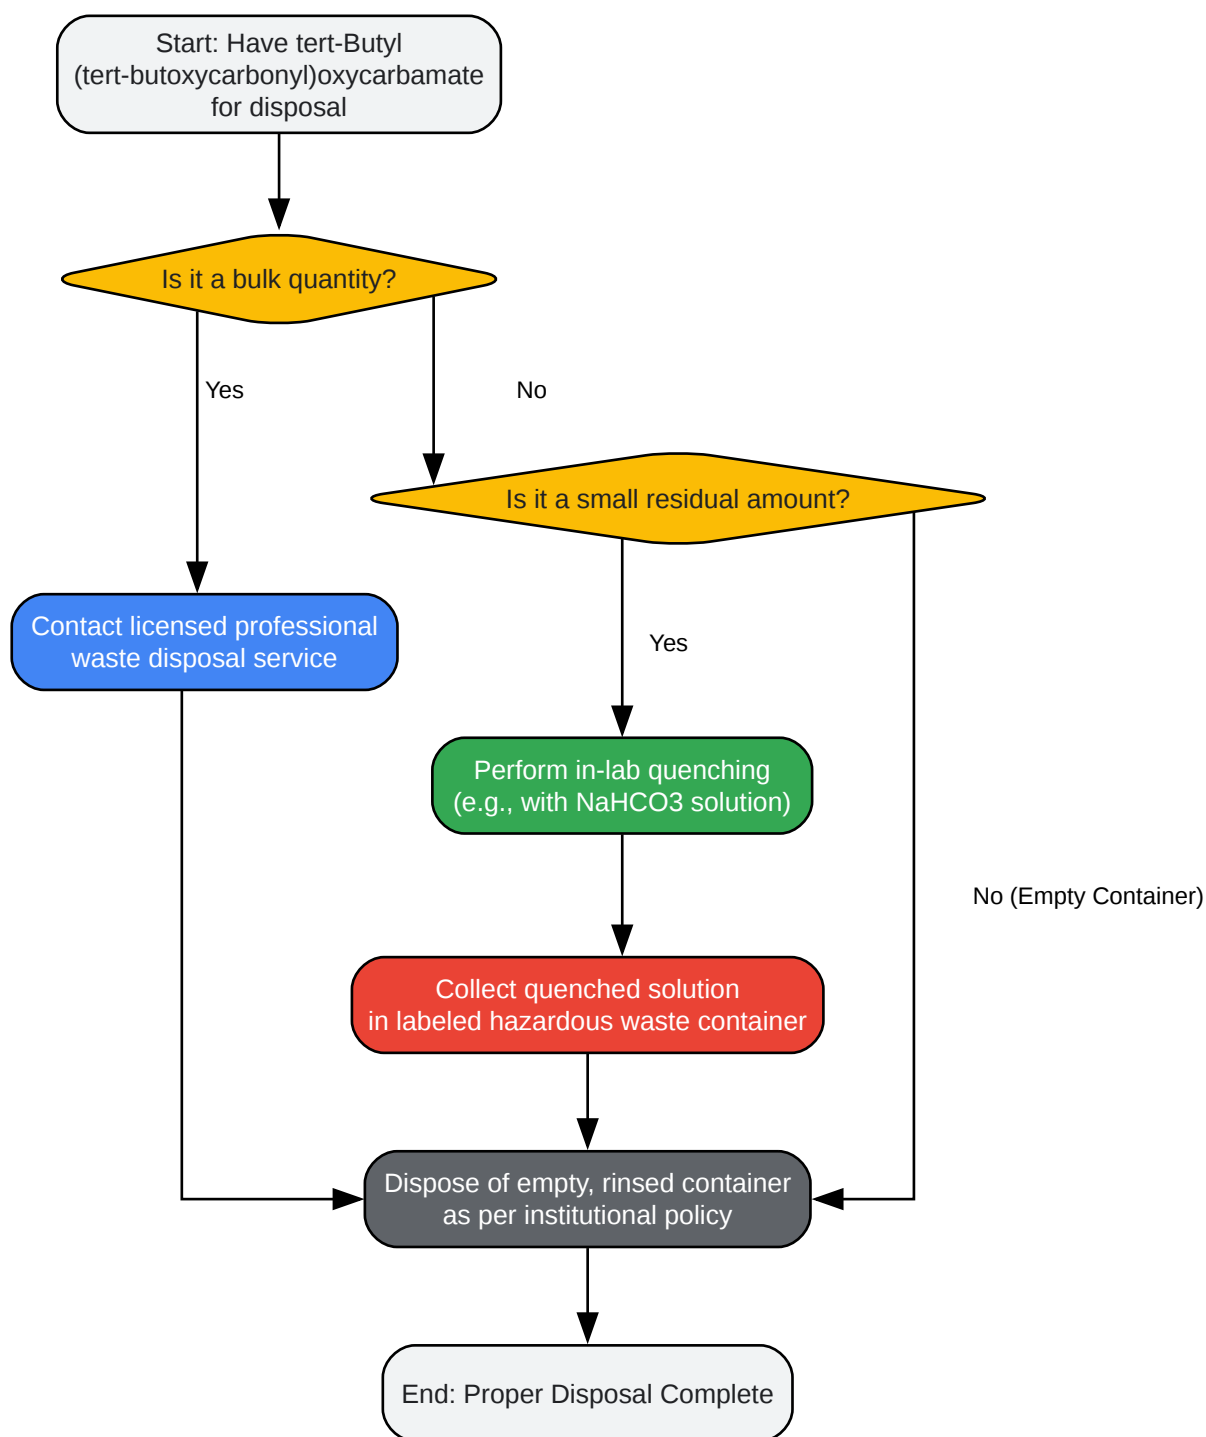 Start: Have tert-Butyl
(tert-butoxycarbonyl)oxycarbamate
for disposal
Is it a bulk quantity?
Yes
No
Is it a small residual amount?
Contact licensed professional
waste disposal service
Yes
Perform in-lab quenching
(e.g., with NaHCO3 solution)
No (Empty Container)
Collect quenched solution
in labeled hazardous waste container
Dispose of empty, rinsed container
as per institutional policy
End: Proper Disposal Complete